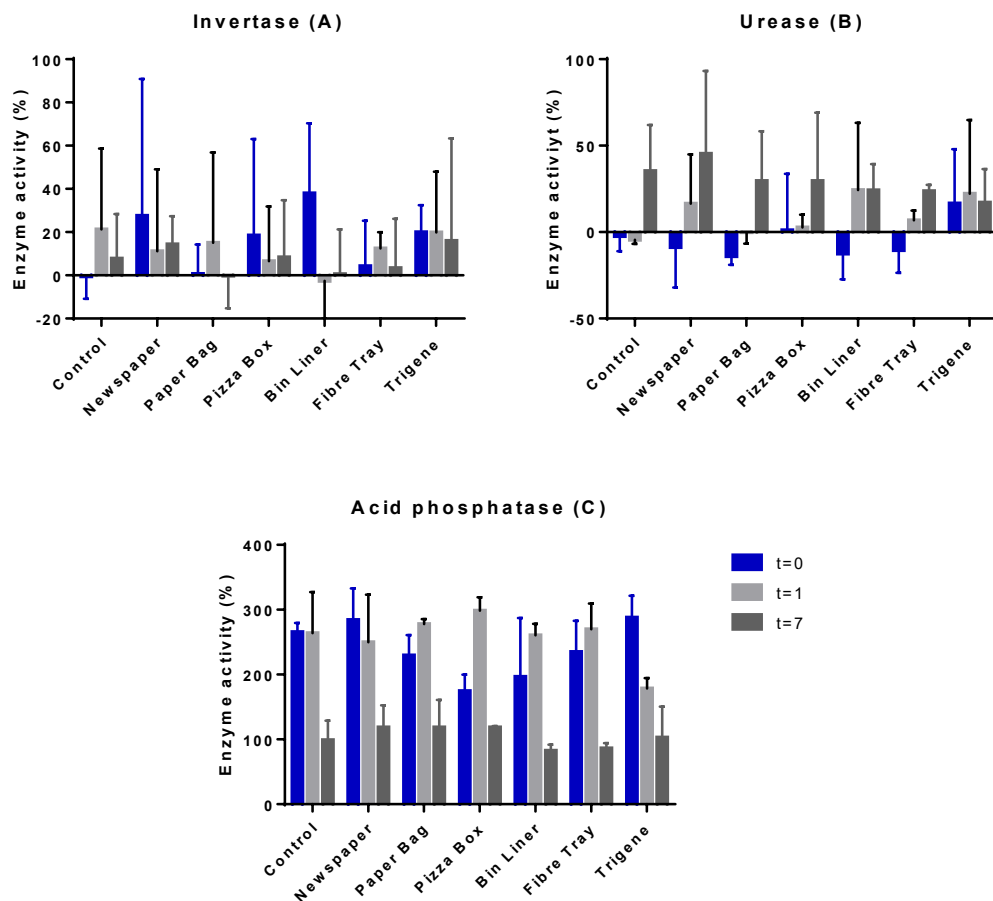 Invertase (A)
Enzyme activity (%)
100
80
60
40
20
0
-20
Control
Newspaper
Paper Bag
Pizza Box
Bin Liner
Fibre Tray
Trigene
Urease (B)
Enzyme activiyt (%)
100
50
0
-50
Control
Newspaper
Paper Bag
Pizza Box
Bin Liner
Fibre Tray
Trigene
Acid phosphatase (C)
Enzyme activity (%)
400
300
200
100
0
Control
Newspaper
Paper Bag
Pizza Box
Bin Liner
Fibre Tray
Trigene
t=0
t=1
t=7